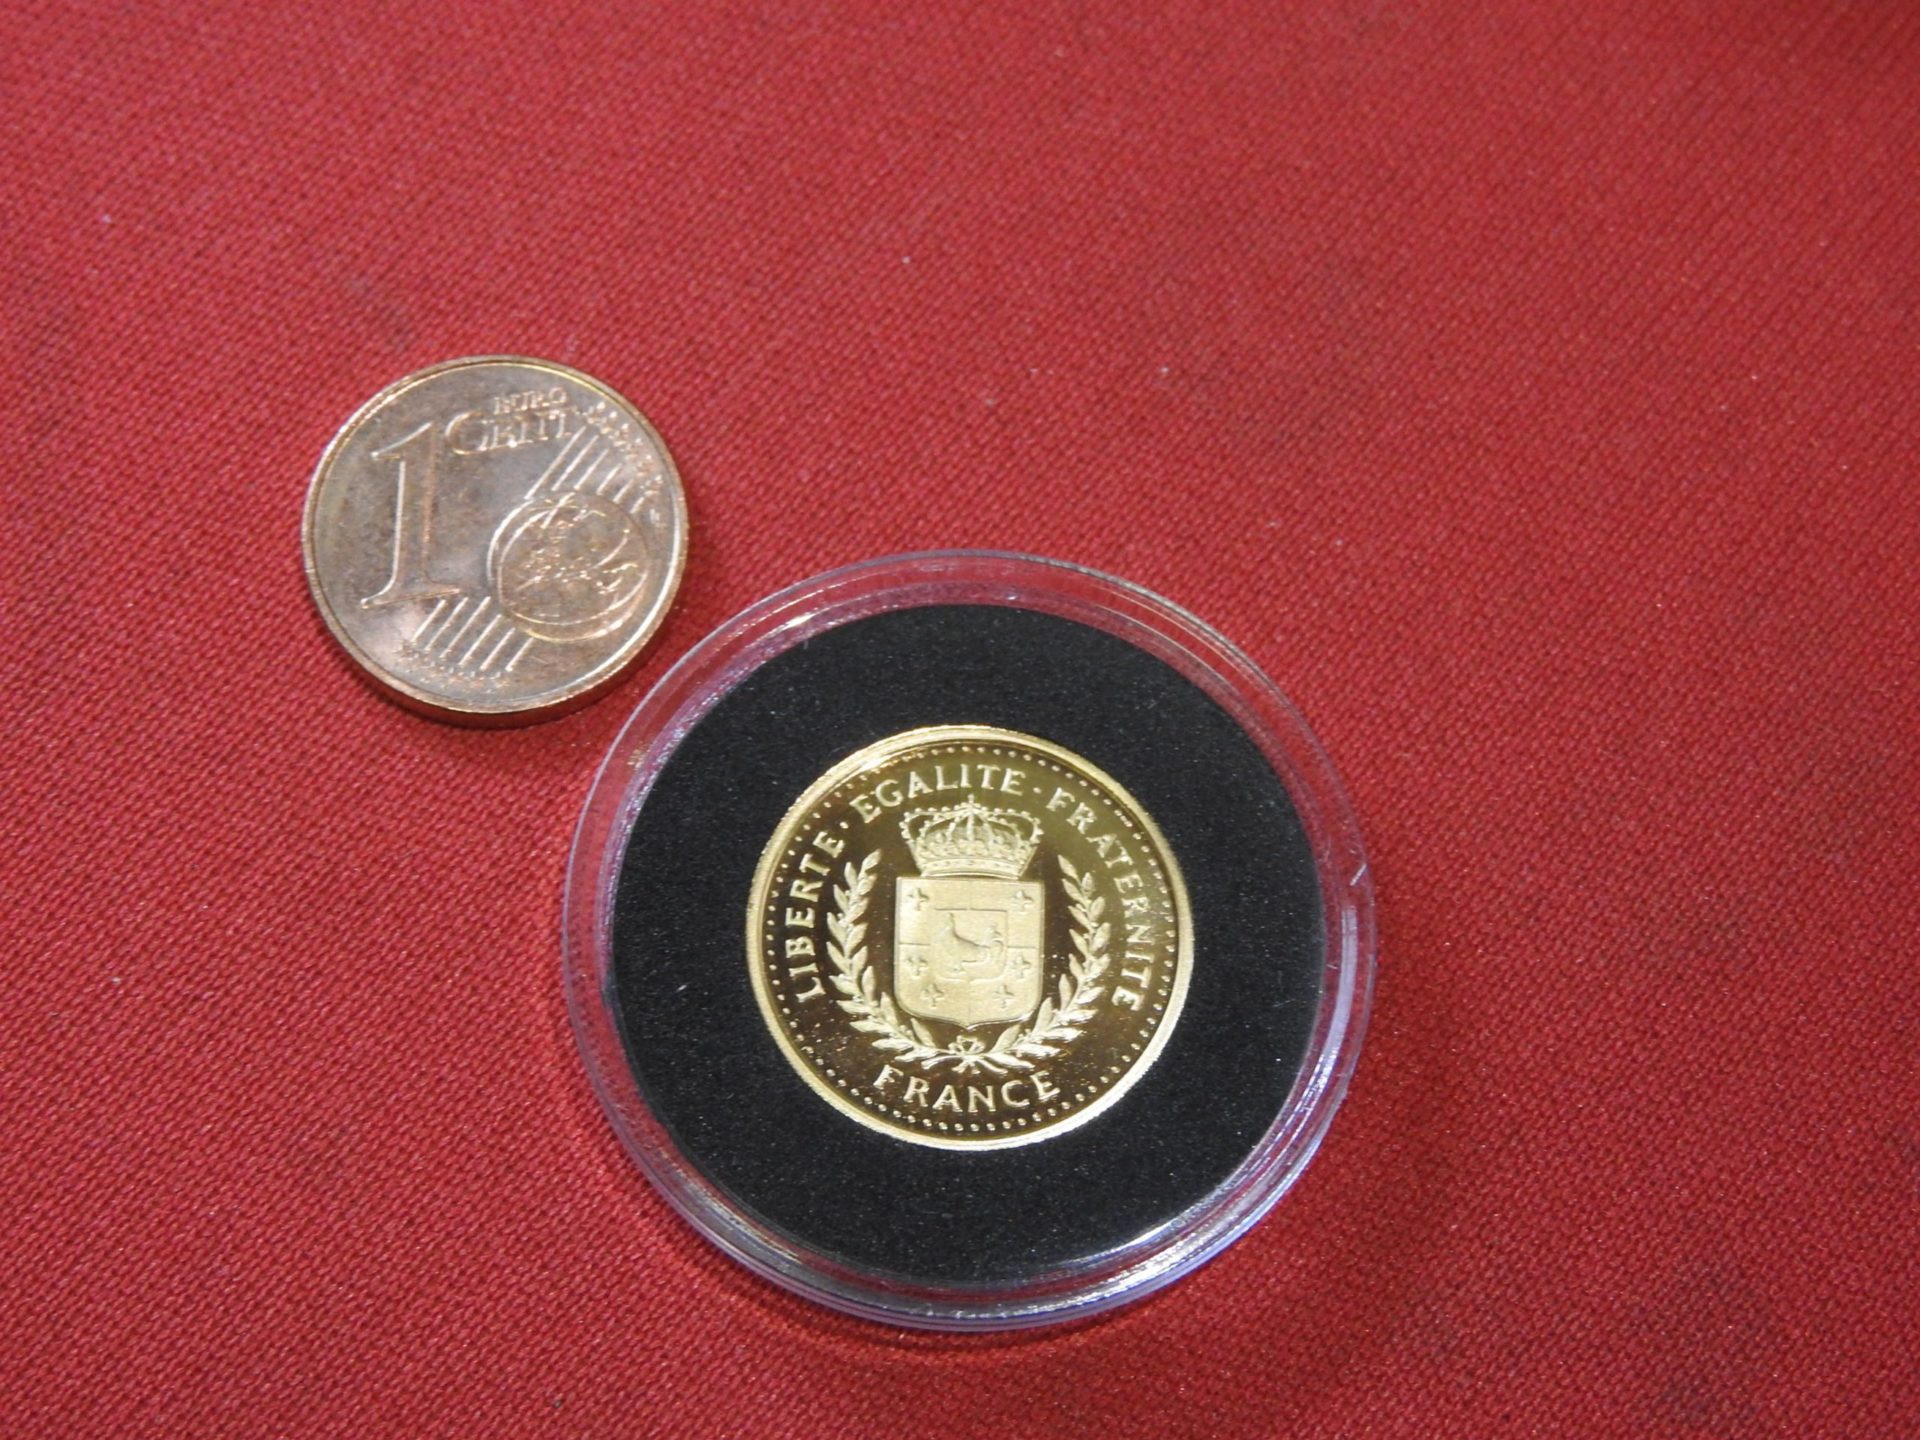 1
EURO
CENT
LIBERTE · EGALITE · FRATERNITE
FRANCE